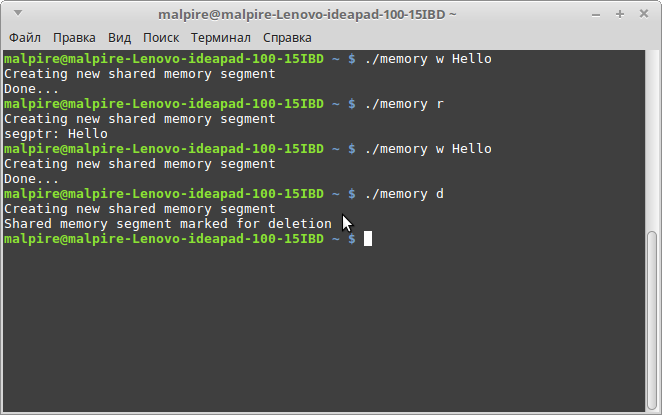 malpire@malpire-Lenovo-ideapad-100-15IBD ~
Файл Правка Вид Поиск Терминал Справка
malpire@malpire-Lenovo-ideapad-100-15IBD ~ $ ./memory w Hello
Creating new shared memory segment
Done...
malpire@malpire-Lenovo-ideapad-100-15IBD ~ $ ./memory r
Creating new shared memory segment
segptr: Hello
malpire@malpire-Lenovo-ideapad-100-15IBD ~ $ ./memory w Hello
Creating new shared memory segment
Done...
malpire@malpire-Lenovo-ideapad-100-15IBD ~ $ ./memory d
Creating new shared memory segment
Shared memory segment marked for deletion
malpire@malpire-Lenovo-ideapad-100-15IBD ~ $